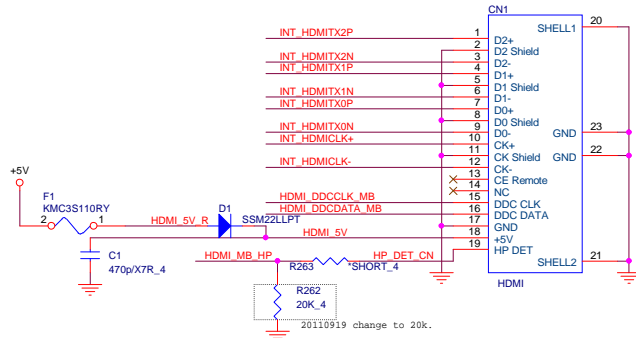 CN1
INT_HDMITX2P 1 D2+ SHELL1 20
2 D2 Shield
INT_HDMITX2N 3 D2-
INT_HDMITX1P 4 D1+
5 D1 Shield
INT_HDMITX1N 6 D1-
INT_HDMITX0P 7 D0+
8 D0 Shield
INT_HDMITX0N 9 D0- GND 23
INT_HDMICLK+ 10 CK+
11 CK Shield GND 22
INT_HDMICLK- 12 CK-
13 CE Remote
14 NC
HDMI_DDCCLK_MB 15 DDC CLK
HDMI_DDCDATA_MB 16 DDC DATA
17 GND
HDMI_5V 18 +5V
HP_DET_CN 19 HP DET
SHELL2 21
HDMI
+5V
F1
KMC3S110RY
2 1
HDMI_5V_R
D1
SSM22LLPT
C1
470p/X7R_4
HDMI_MB_HP
R263
*SHORT_4
R262
20K_4
20110919 change to 20k.